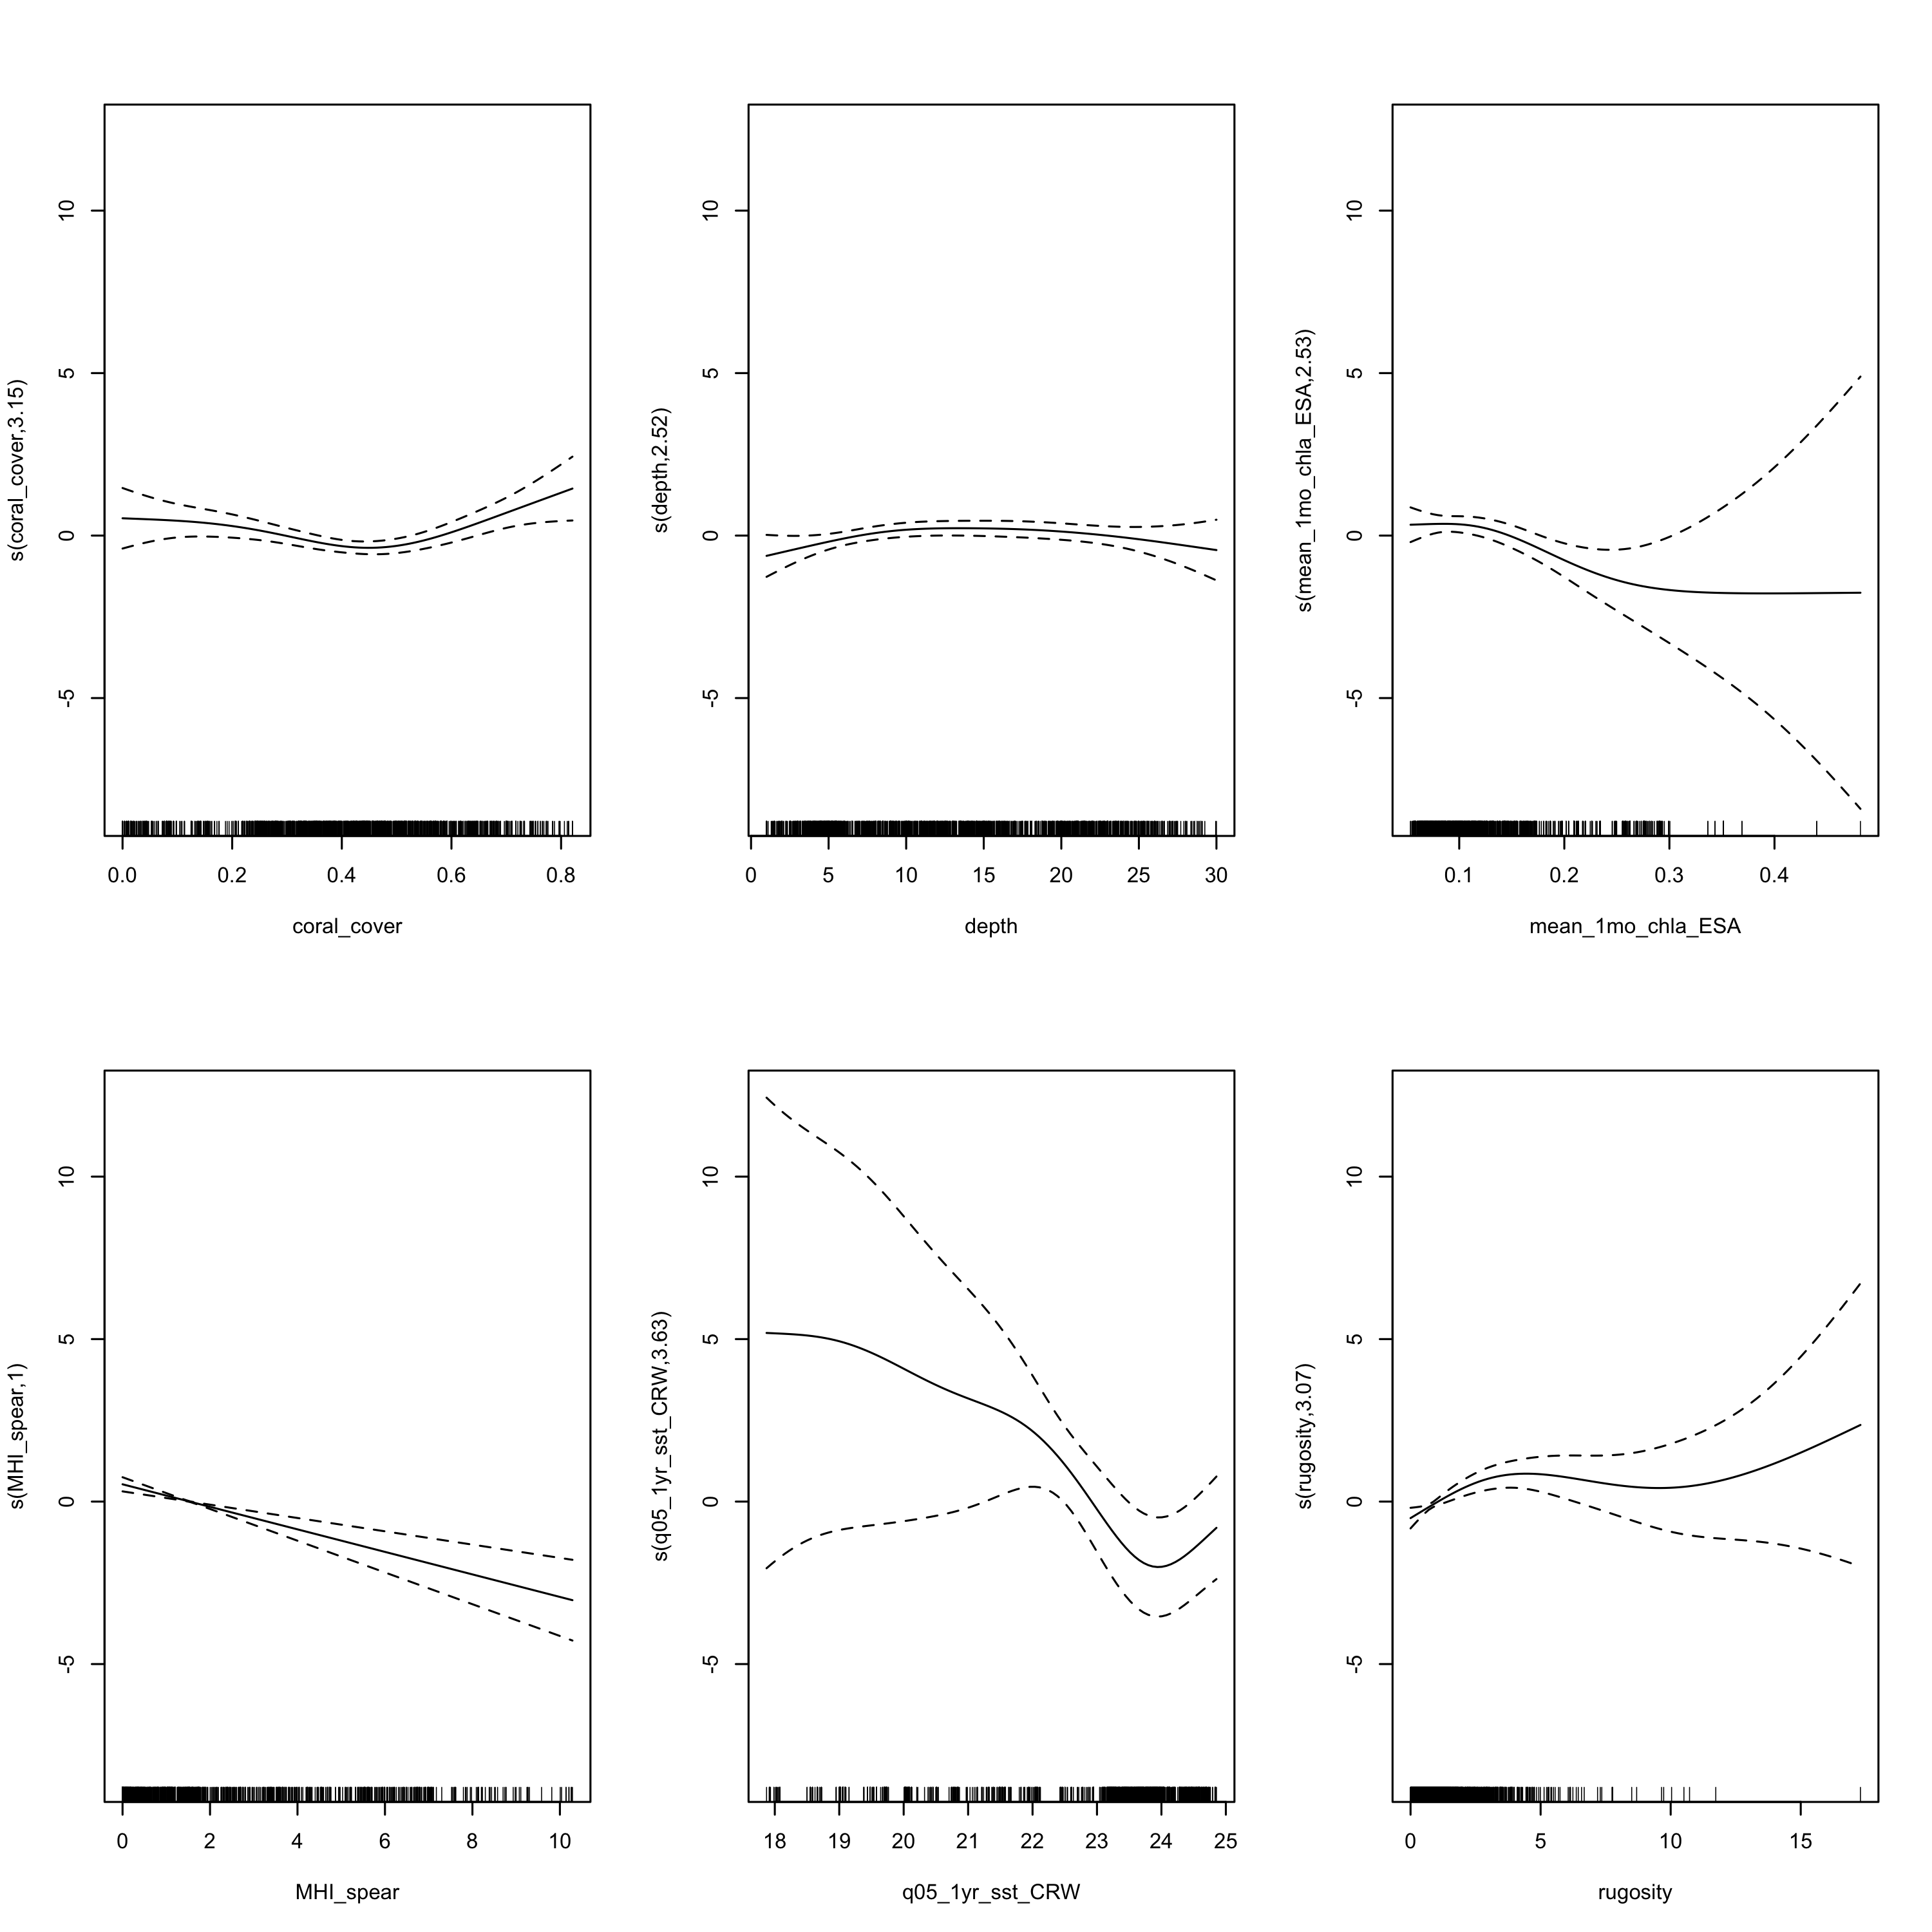 s(coral_cover,3.15)
10
5
0
-5
0.0 0.2 0.4 0.6 0.8
coral_cover
s(depth,2.52)
10
5
0
-5
0 5 10 15 20 25 30
depth
s(mean_1mo_chla_ESA,2.53)
10
5
0
-5
0.1 0.2 0.3 0.4
mean_1mo_chla_ESA
s(MHI_spear,1)
10
5
0
-5
0 2 4 6 8 10
MHI_spear
s(q05_1yr_sst_CRW,3.63)
10
5
0
-5
18 19 20 21 22 23 24 25
q05_1yr_sst_CRW
s(rugosity,3.07)
10
5
0
-5
0 5 10 15
rugosity